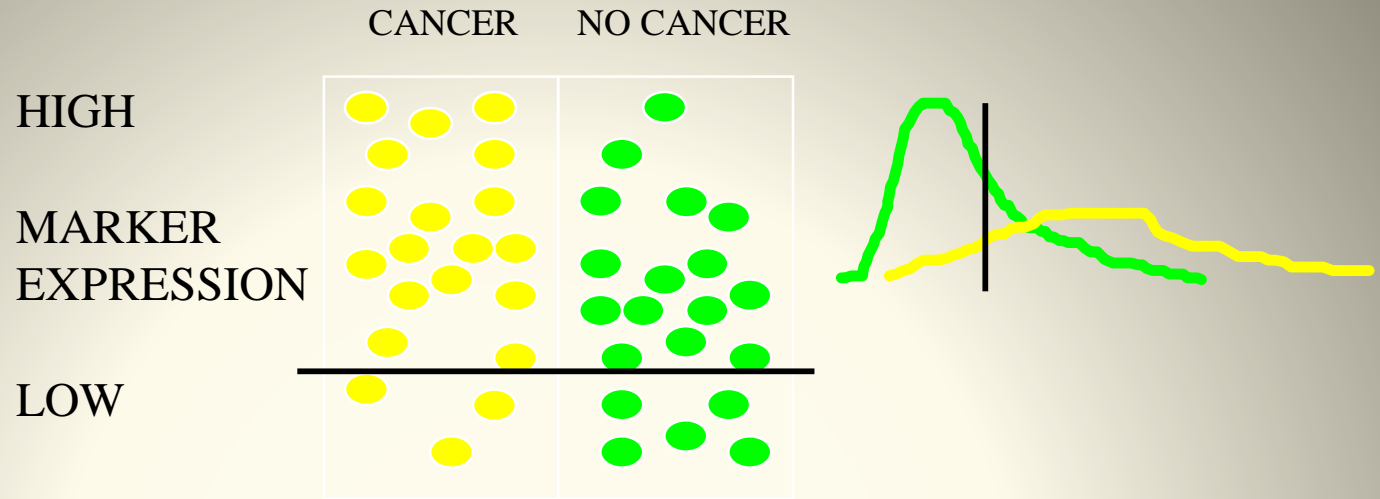 CANCER NO CANCER
HIGH
MARKER
EXPRESSION
LOW